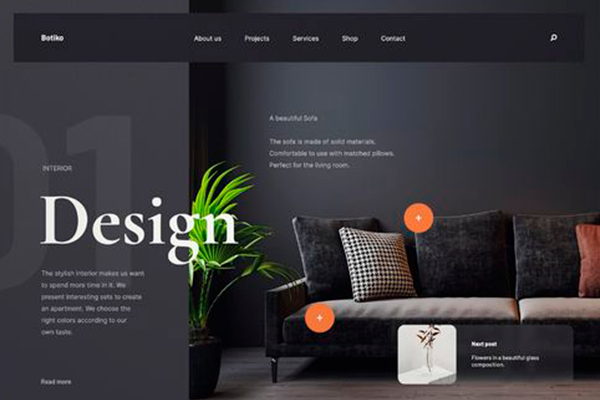 Botiko
About us
Projects
Services
Shop
Contact
A beautiful Sofa
The sofa is made of solid materials.
Comfortable to use with matched pillows.
Perfect for the living room.
01
INTERIOR
Design
The stylish interior makes us want
to spend more time in it. We
present interesting sets to create
an apartment. We choose the
right colors according to our
own taste.
Read more
+
+
Next post
Flowers in a beautiful glass
composition.